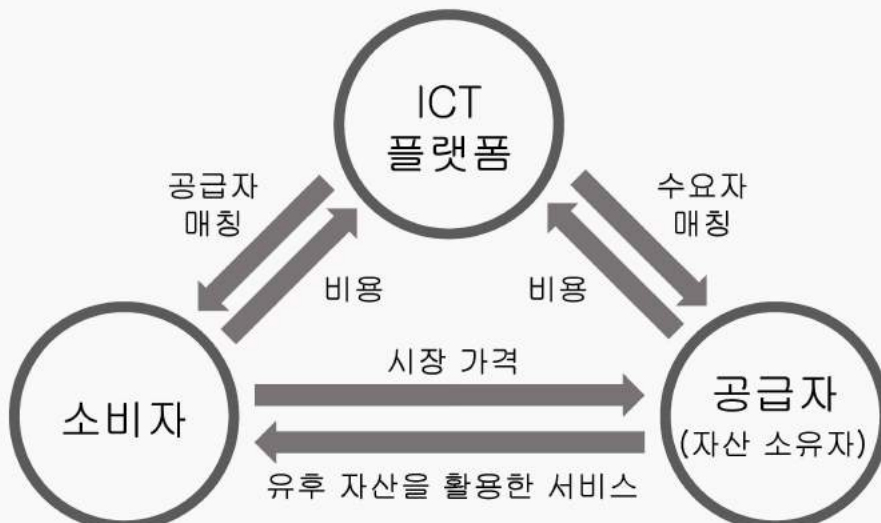 ICT
플랫폼
공급자
매칭
수요자
매칭
비용
비용
시장 가격
소비자
공급자
(자산 소유자)
유후 자산을 활용한 서비스